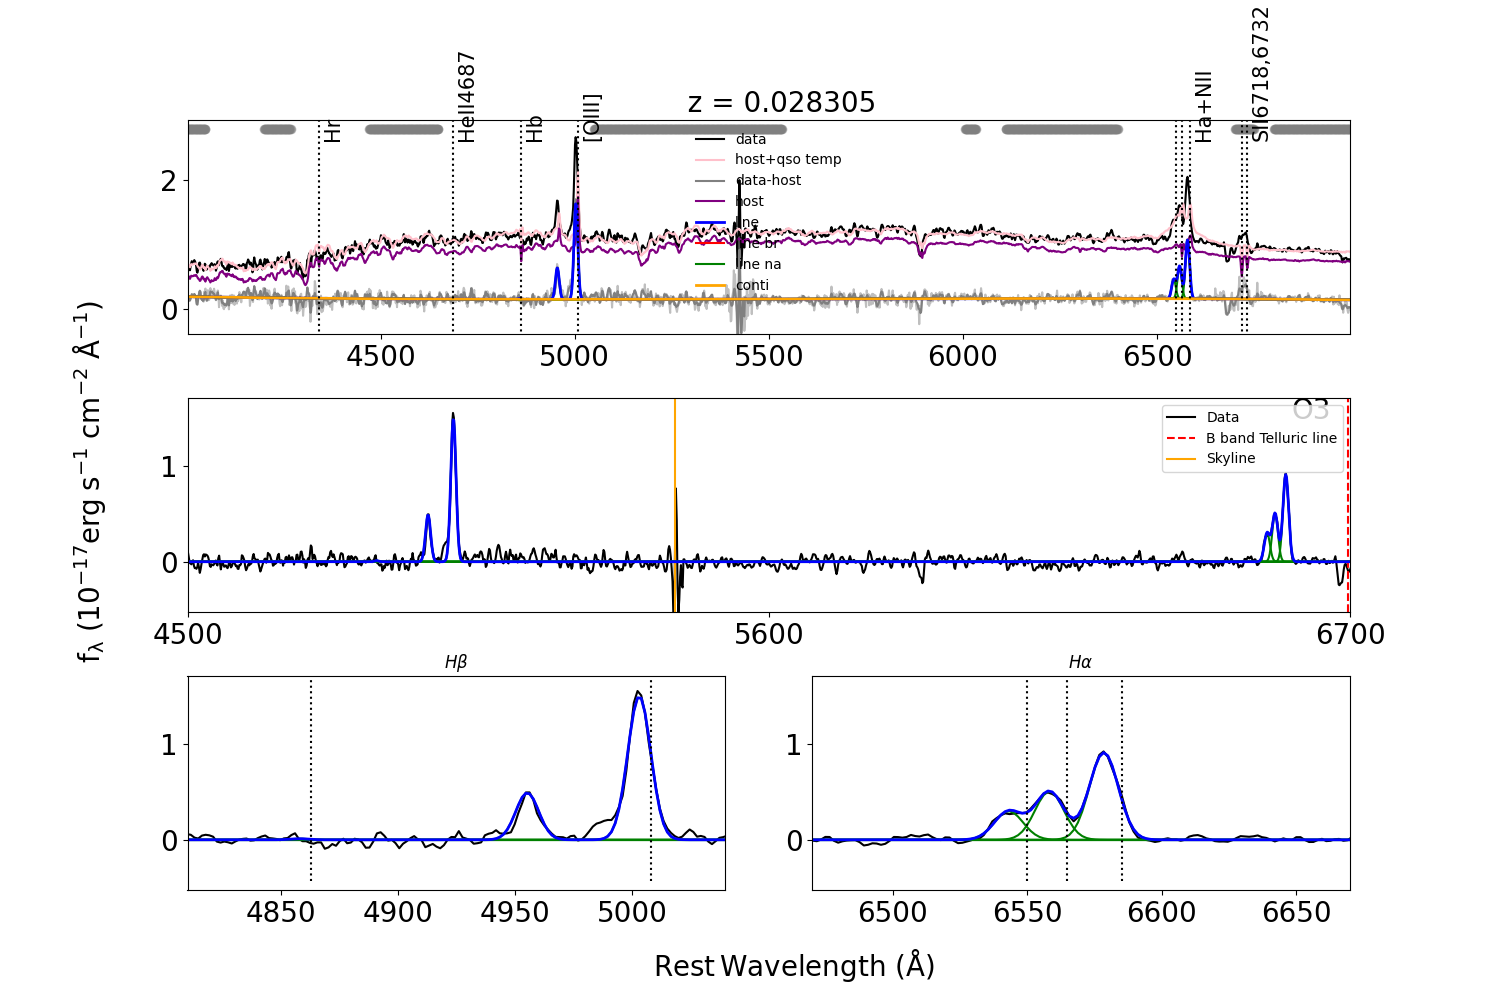 z = 0.028305
Hr
HeII4687
Hb
[OIII]
Ha+NII
SII6718,6732
data
host+qso temp
data-host
host
line
line br
line na
conti
2
0
4500
5000
5500
6000
6500
fλ (10⁻¹⁷erg s⁻¹ cm⁻² Å⁻¹)
O3
Data
B band Telluric line
Skyline
1
0
4500
5600
6700
Hβ
1
0
4850
4900
4950
5000
Hα
1
0
6500
6550
6600
6650
Rest Wavelength (Å)